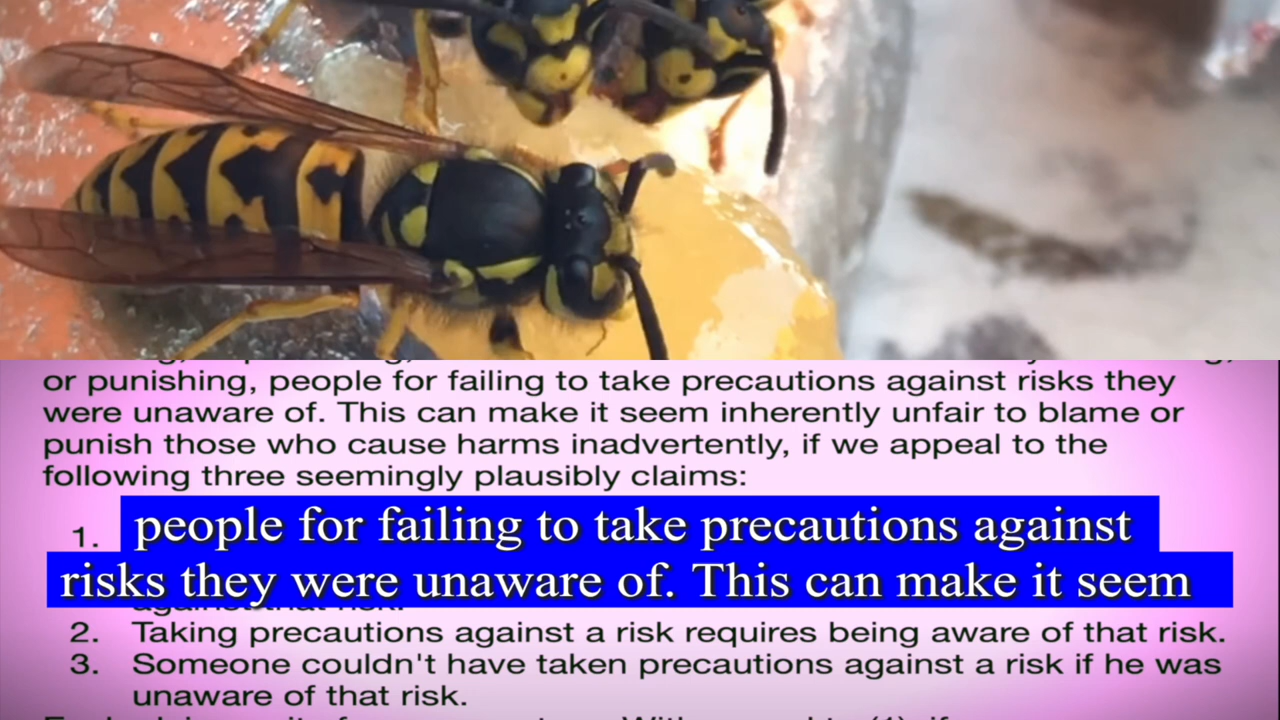 or punishing, people for failing to take precautions against risks they
were unaware of. This can make it seem inherently unfair to blame or
punish those who cause harms inadvertently, if we appeal to the
following three seemingly plausibly claims:
1.
people for failing to take precautions against
risks they were unaware of. This can make it seem
against that risk.
2. Taking precautions against a risk requires being aware of that risk.
3. Someone couldn't have taken precautions against a risk if he was
unaware of that risk.